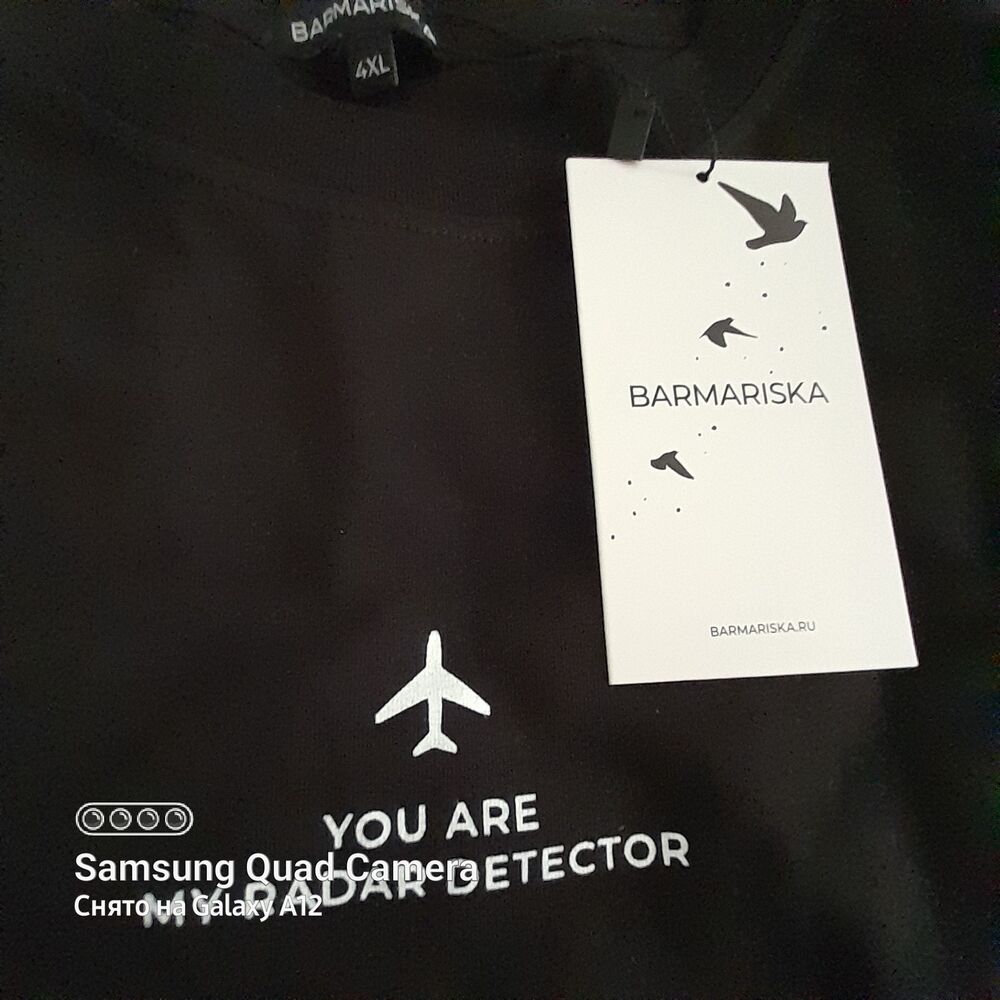 BARMARISKA
4XL
BARMARISKA
BARMARISKA.RU
YOU ARE
MY RADAR DETECTOR
Samsung Quad Camera
Снято на Galaxy A12